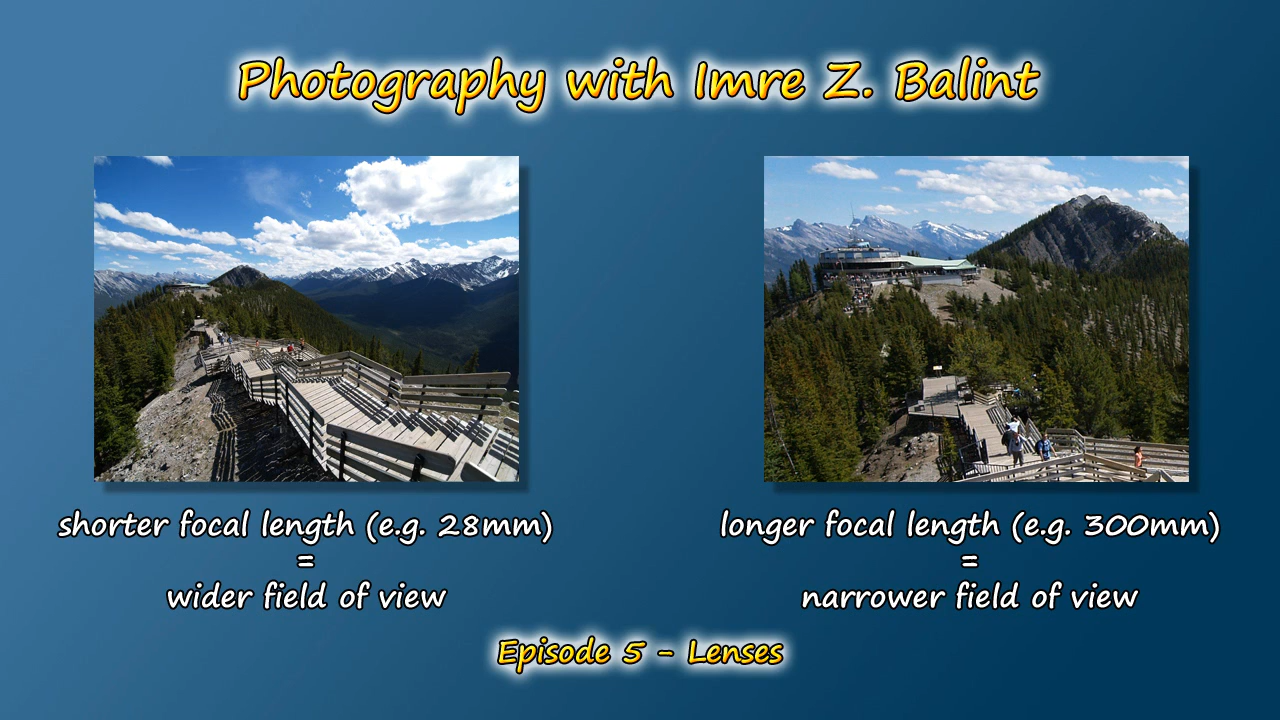 Photography with Imre Z. Balint
shorter focal length (e.g. 28mm)
=
wider field of view
longer focal length (e.g. 300mm)
=
narrower field of view
Episode 5 - Lenses